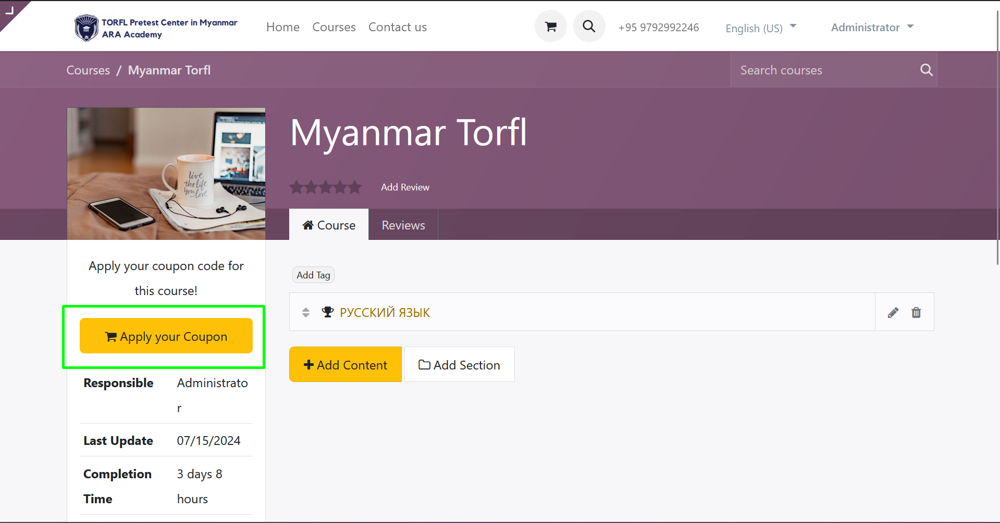 TORFL Pretest Center in Myanmar
ARA Academy
Home Courses Contact us
+95 9792992246
English (US)
Administrator
Courses / Myanmar Torfl
Search courses
live
the life
you love.
Myanmar Torfl
Add Review
Course Reviews
Apply your coupon code for
this course!
Apply your Coupon
Responsible Administrato
r
Last Update 07/15/2024
Completion 3 days 8
Time hours
Add Tag
РУССКИЙ ЯЗЫК
Add Content Add Section